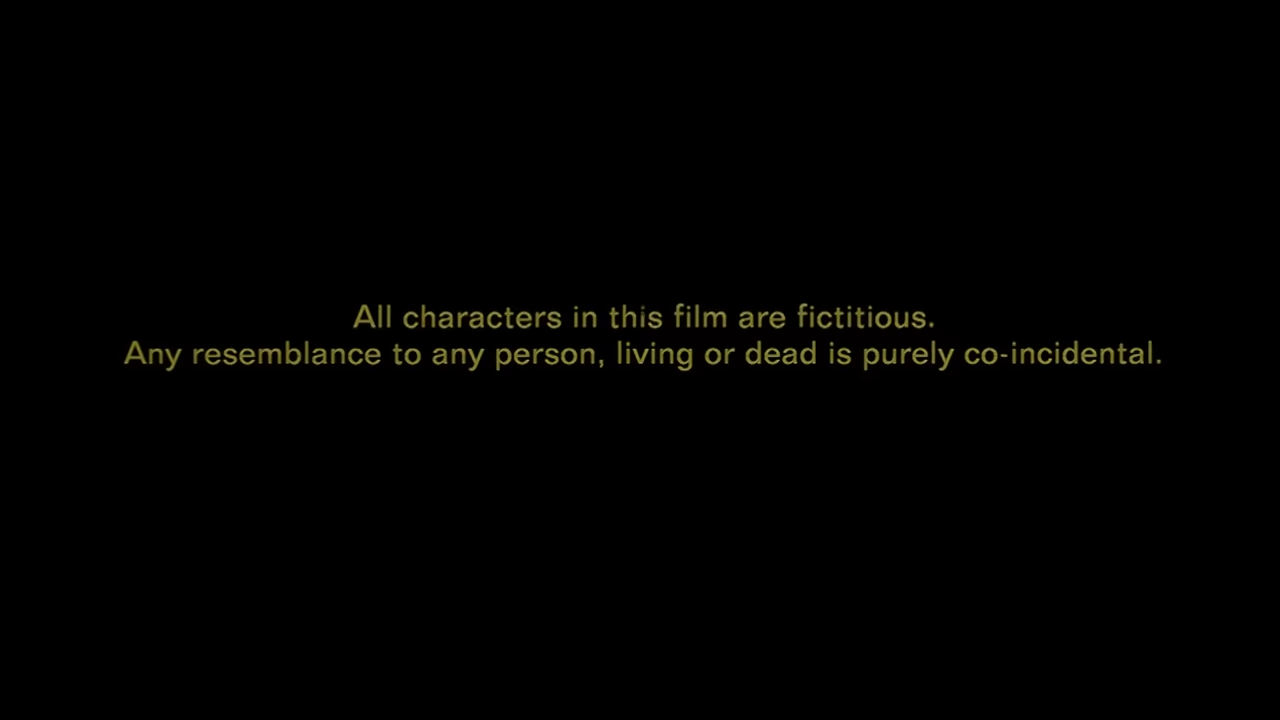 All characters in this film are fictitious.
Any resemblance to any person, living or dead is purely co-incidental.